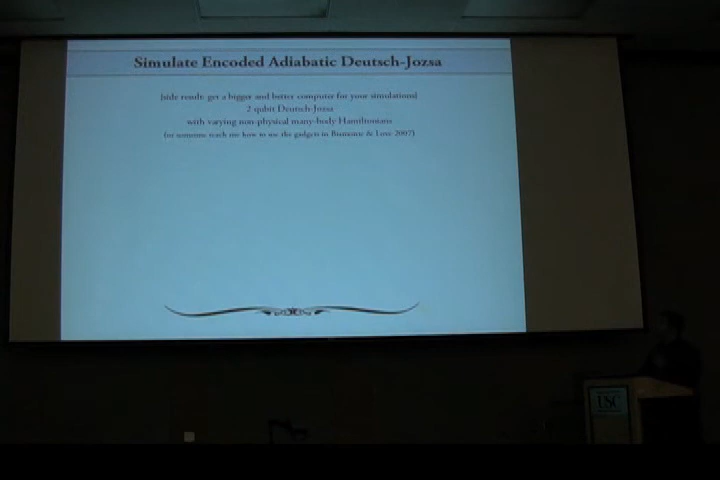 Simulate Encoded Adiabatic Deutsch-Jozsa
(side result: get a bigger and better computer for your simulations)
2 qubit Deutsch-Jozsa
with varying non-physical many-body Hamiltonians
(or someone teach me how to use the gadgets in Biamonte & Love 2007)
USC